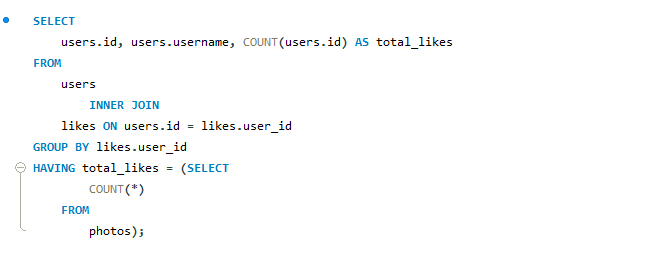 SELECT
users.id, users.username, COUNT(users.id) AS total_likes
FROM
users
INNER JOIN
likes ON users.id = likes.user_id
GROUP BY likes.user_id
HAVING total_likes = (SELECT
COUNT(*)
FROM
photos);